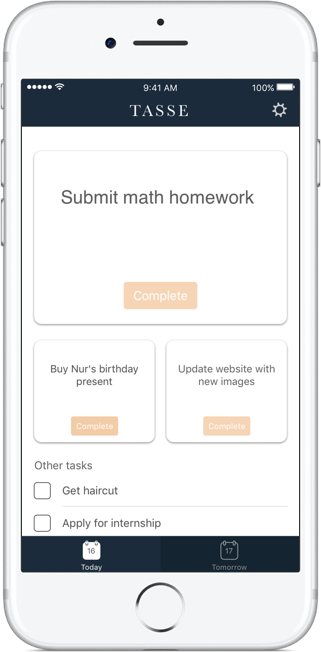 9:41 AM
100%
TASSE
Submit math homework
Complete
Buy Nur's birthday
present
Complete
Update website with
new images
Complete
Other tasks
Get haircut
Apply for internship
16
Today
17
Tomorrow